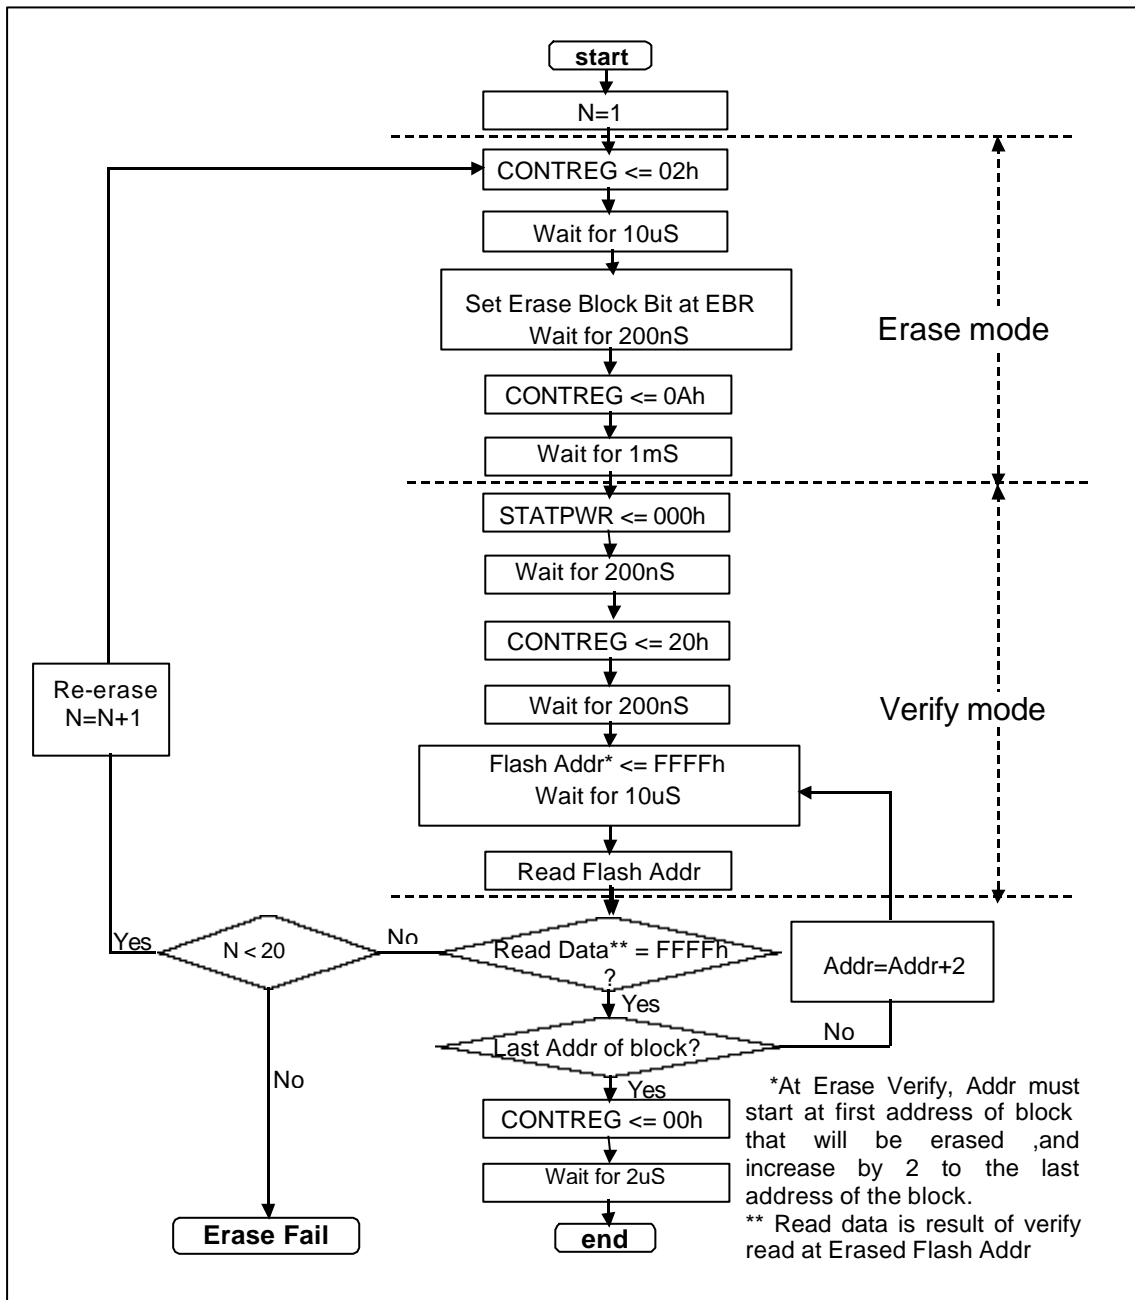 start
N=1
CONTREG <= 02h
Wait for 10uS
Set Erase Block Bit at EBR
Wait for 200nS
Erase mode
CONTREG <= 0Ah
Wait for 1mS
STATPWR <= 000h
Wait for 200nS
CONTREG <= 20h
Re-erase
N=N+1
Wait for 200nS
Verify mode
Flash Addr* <= FFFFh
Wait for 10uS
Read Flash Addr
Yes
N < 20
No
Read Data** = FFFFh
?
Addr=Addr+2
Yes
Last Addr of block?
No
No
Yes
CONTREG <= 00h
Wait for 2uS
*At Erase Verify, Addr must
start at first address of block
that will be erased ,and
increase by 2 to the last
address of the block.
** Read data is result of verify
read at Erased Flash Addr
Erase Fail
end